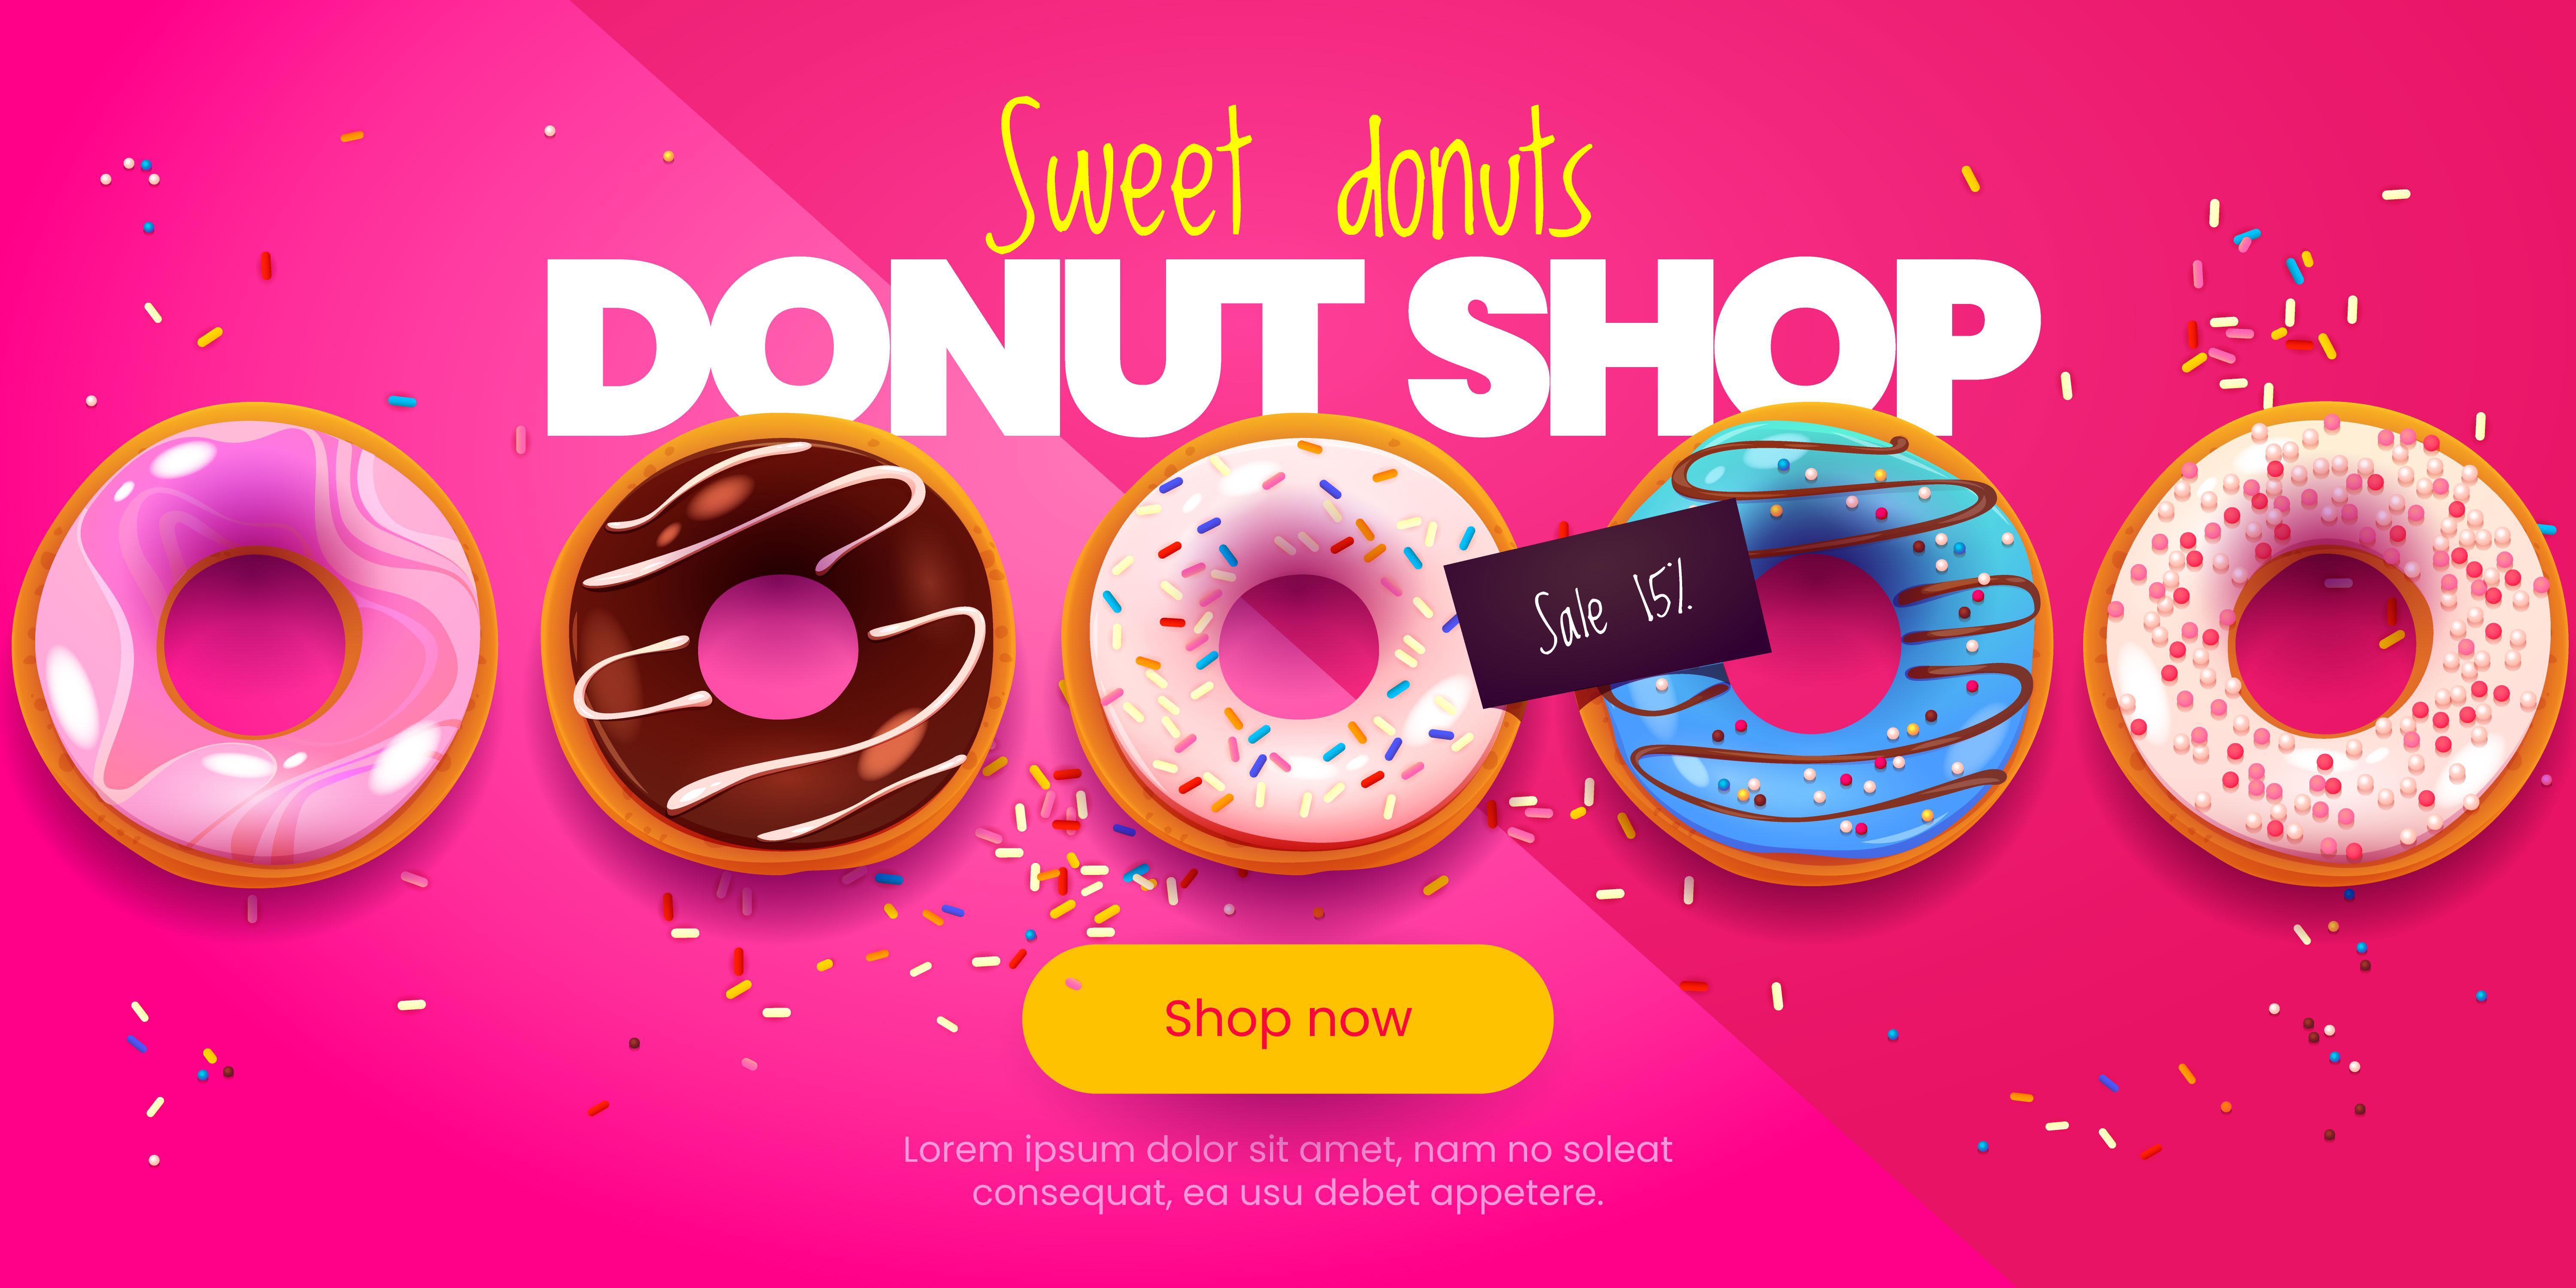 Sweet donuts
DONUT SHOP
Sale 15%
Shop now
Lorem ipsum dolor sit amet, nam no soleat
consequat, ea usu debet appetere.